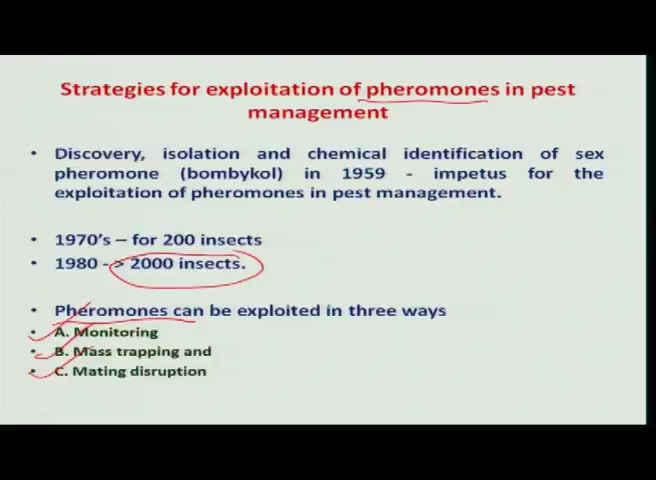 Strategies for exploitation of pheromones in pest
management
• Discovery, isolation and chemical identification of sex
pheromone (bombykol) in 1959 - impetus for the
exploitation of pheromones in pest management.
• 1970's – for 200 insects
• 1980 - > 2000 insects.
• Pheromones can be exploited in three ways
• A. Monitoring
• B. Mass trapping and
• C. Mating disruption